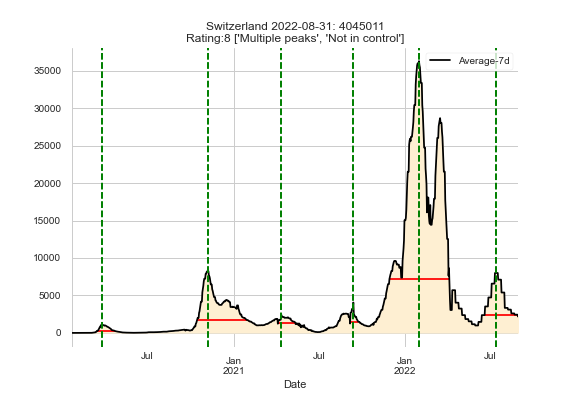 Switzerland 2022-08-31: 4045011
Rating:8 ['Multiple peaks', 'Not in control']
Average-7d
35000
30000
25000
20000
15000
10000
5000
0
Jul
Jan
2021
Jul
Jan
2022
Jul
Date